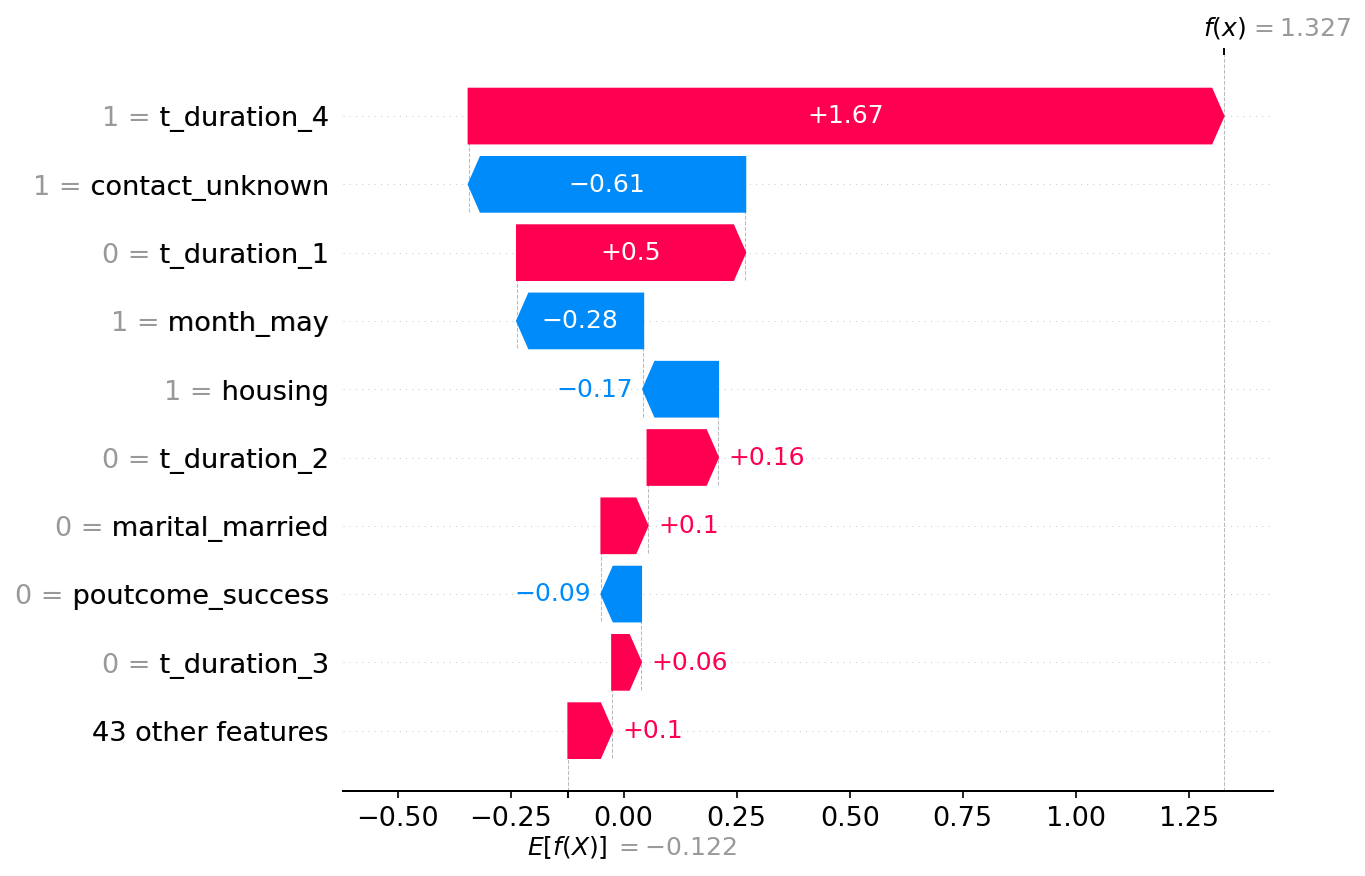 f(x) = 1.327
1 = t_duration_4
+1.67
1 = contact_unknown
−0.61
0 = t_duration_1
+0.5
1 = month_may
−0.28
1 = housing
−0.17
0 = t_duration_2
+0.16
0 = marital_married
+0.1
0 = poutcome_success
−0.09
0 = t_duration_3
+0.06
43 other features
+0.1
−0.50 −0.25 0.00 0.25 0.50 0.75 1.00 1.25
E[f(X)] = −0.122